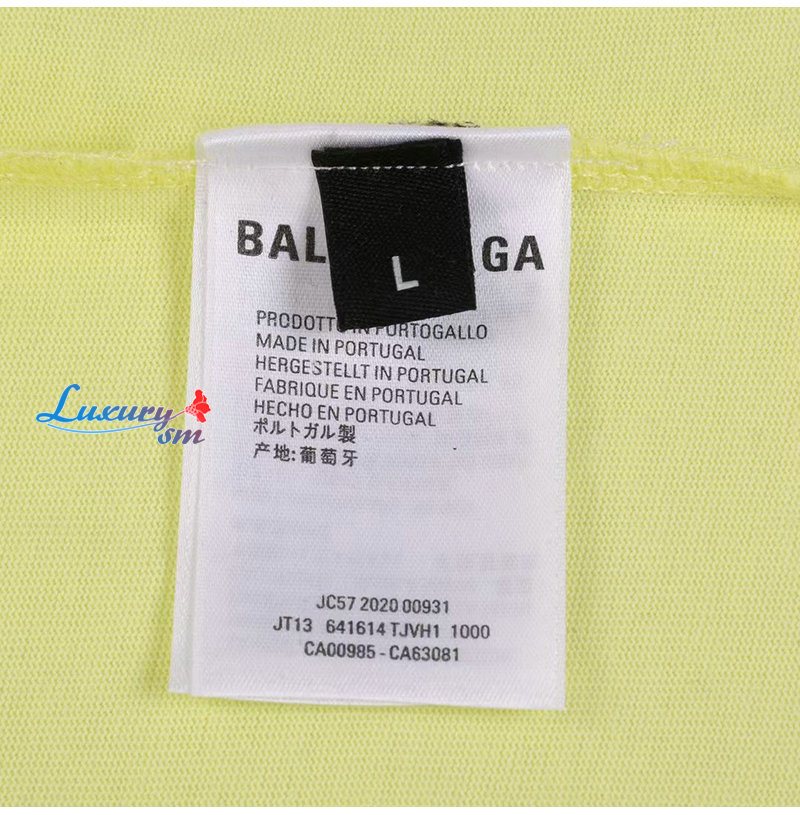 BAL GA
L
PRODOTTO IN PORTOGALLO
MADE IN PORTUGAL
HERGESTELLT IN PORTUGAL
FABRIQUE EN PORTUGAL
HECHO EN PORTUGAL
ポルトガル製
产地:葡萄牙
Luxury
sm
JC57 2020 00931
JT13 641614 TJVH1 1000
CA00985 - CA63081